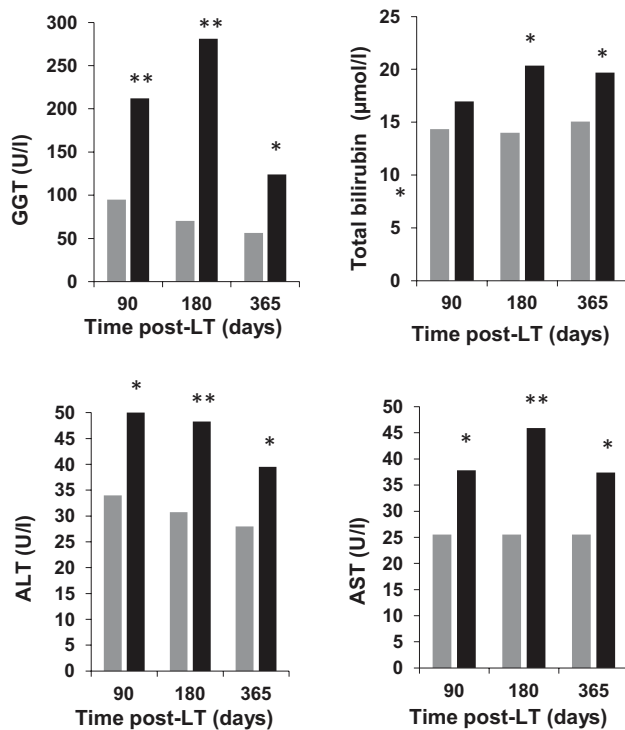 GGT (U/l)
300
250
200
150
100
50
0
** ** *
90 180 365
Time post-LT (days)
Total bilirubin (μmol/l)
*
25
20
15
10
5
0
* *
90 180 365
Time post-LT (days)
ALT (U/l)
50
45
40
35
30
25
20
15
10
5
0
* ** *
90 180 365
Time post-LT (days)
AST (U/l)
50
45
40
35
30
25
20
15
10
5
0
* ** *
90 180 365
Time post-LT (days)